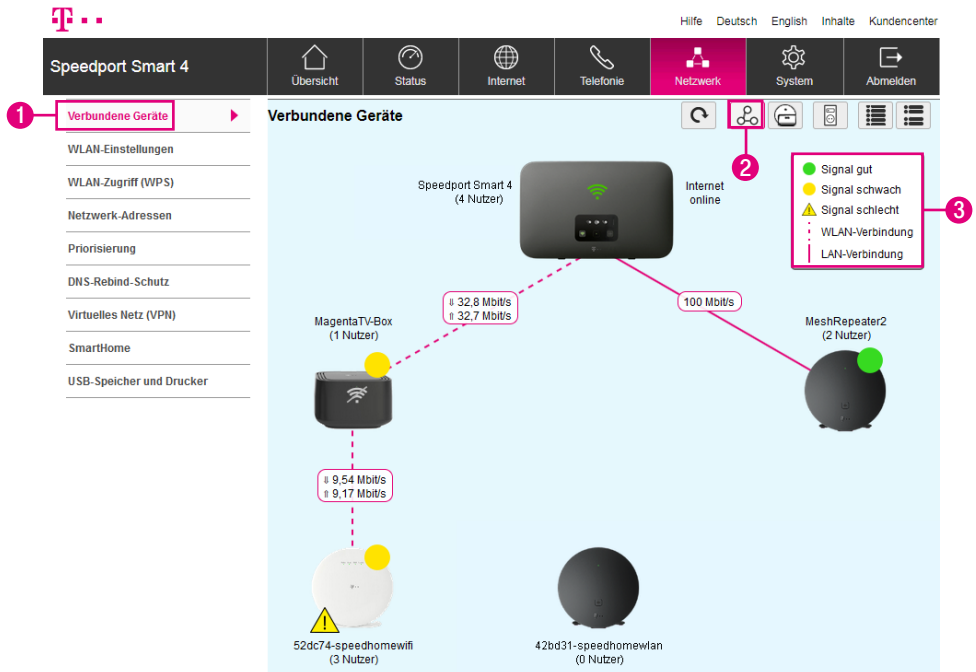 T
Hilfe Deutsch English Inhalte Kundencenter
Speedport Smart 4
Übersicht
Status
Internet
Telefonie
Netzwerk
System
Abmelden
1
Verbundene Geräte
WLAN-Einstellungen
WLAN-Zugriff (WPS)
Netzwerk-Adressen
Priorisierung
DNS-Rebind-Schutz
Virtuelles Netz (VPN)
SmartHome
USB-Speicher und Drucker
Verbundene Geräte
2
Signal gut
Signal schwach
Signal schlecht
WLAN-Verbindung
LAN-Verbindung
3
Speedport Smart 4
(4 Nutzer)
Internet
online
⇓ 32,8 Mbit/s
⇑ 32,7 Mbit/s
100 Mbit/s
MagentaTV-Box
(1 Nutzer)
MeshRepeater2
(2 Nutzer)
⇓ 9,54 Mbit/s
⇑ 9,17 Mbit/s
52dc74-speedhomewifi
(3 Nutzer)
42bd31-speedhomewlan
(0 Nutzer)